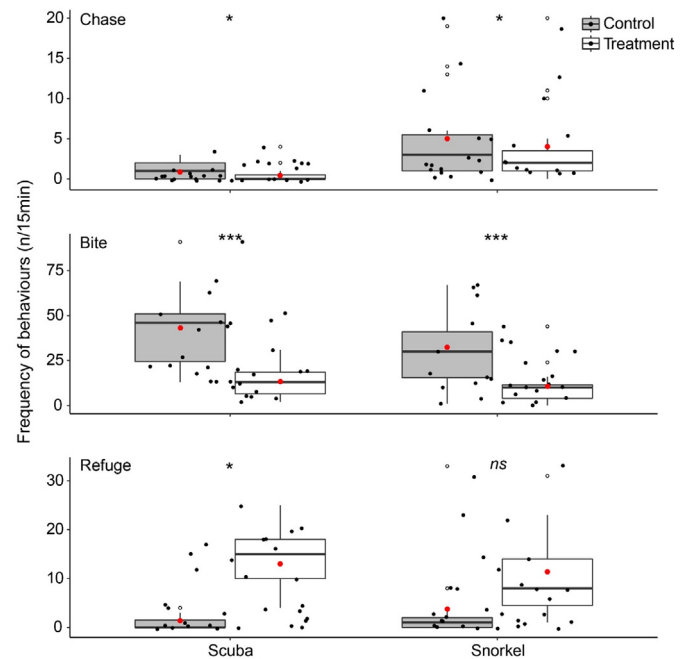 Chase
*
*
Control
Treatment
20
15
10
5
0
Bite
***
***
75
50
25
0
Refuge
*
ns
30
20
10
0
Scuba
Snorkel
Frequency of behaviours (n/15min)